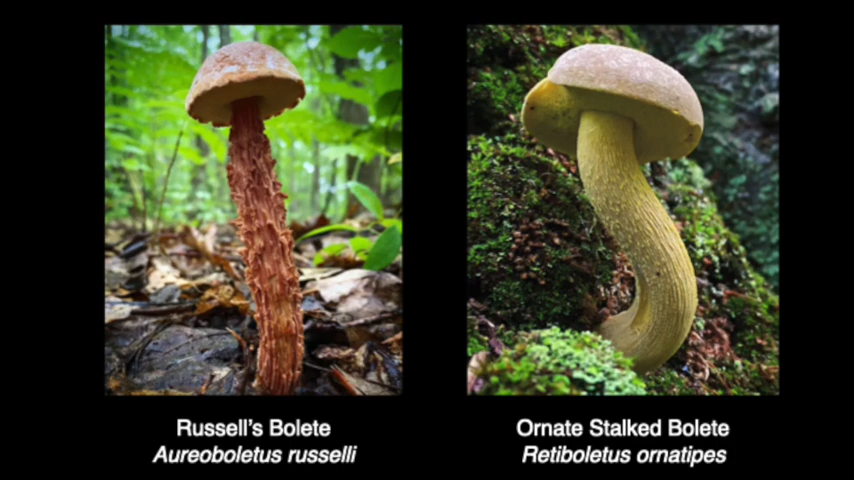 Russell's Bolete
Aureoboletus russelli
Ornate Stalked Bolete
Retiboletus ornatipes